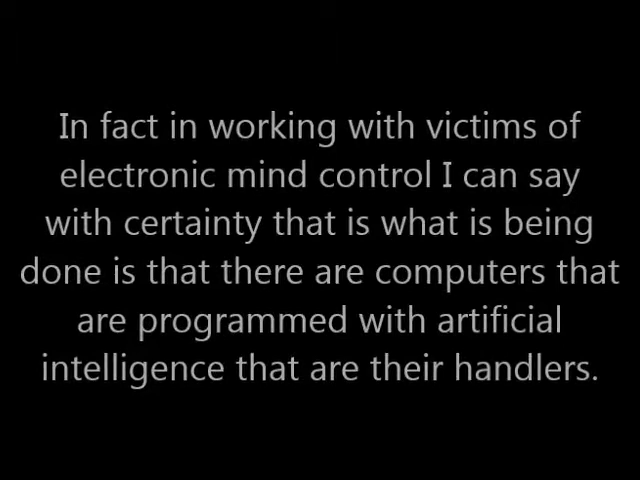 In fact in working with victims of
electronic mind control I can say
with certainty that is what is being
done is that there are computers that
are programmed with artificial
intelligence that are their handlers.